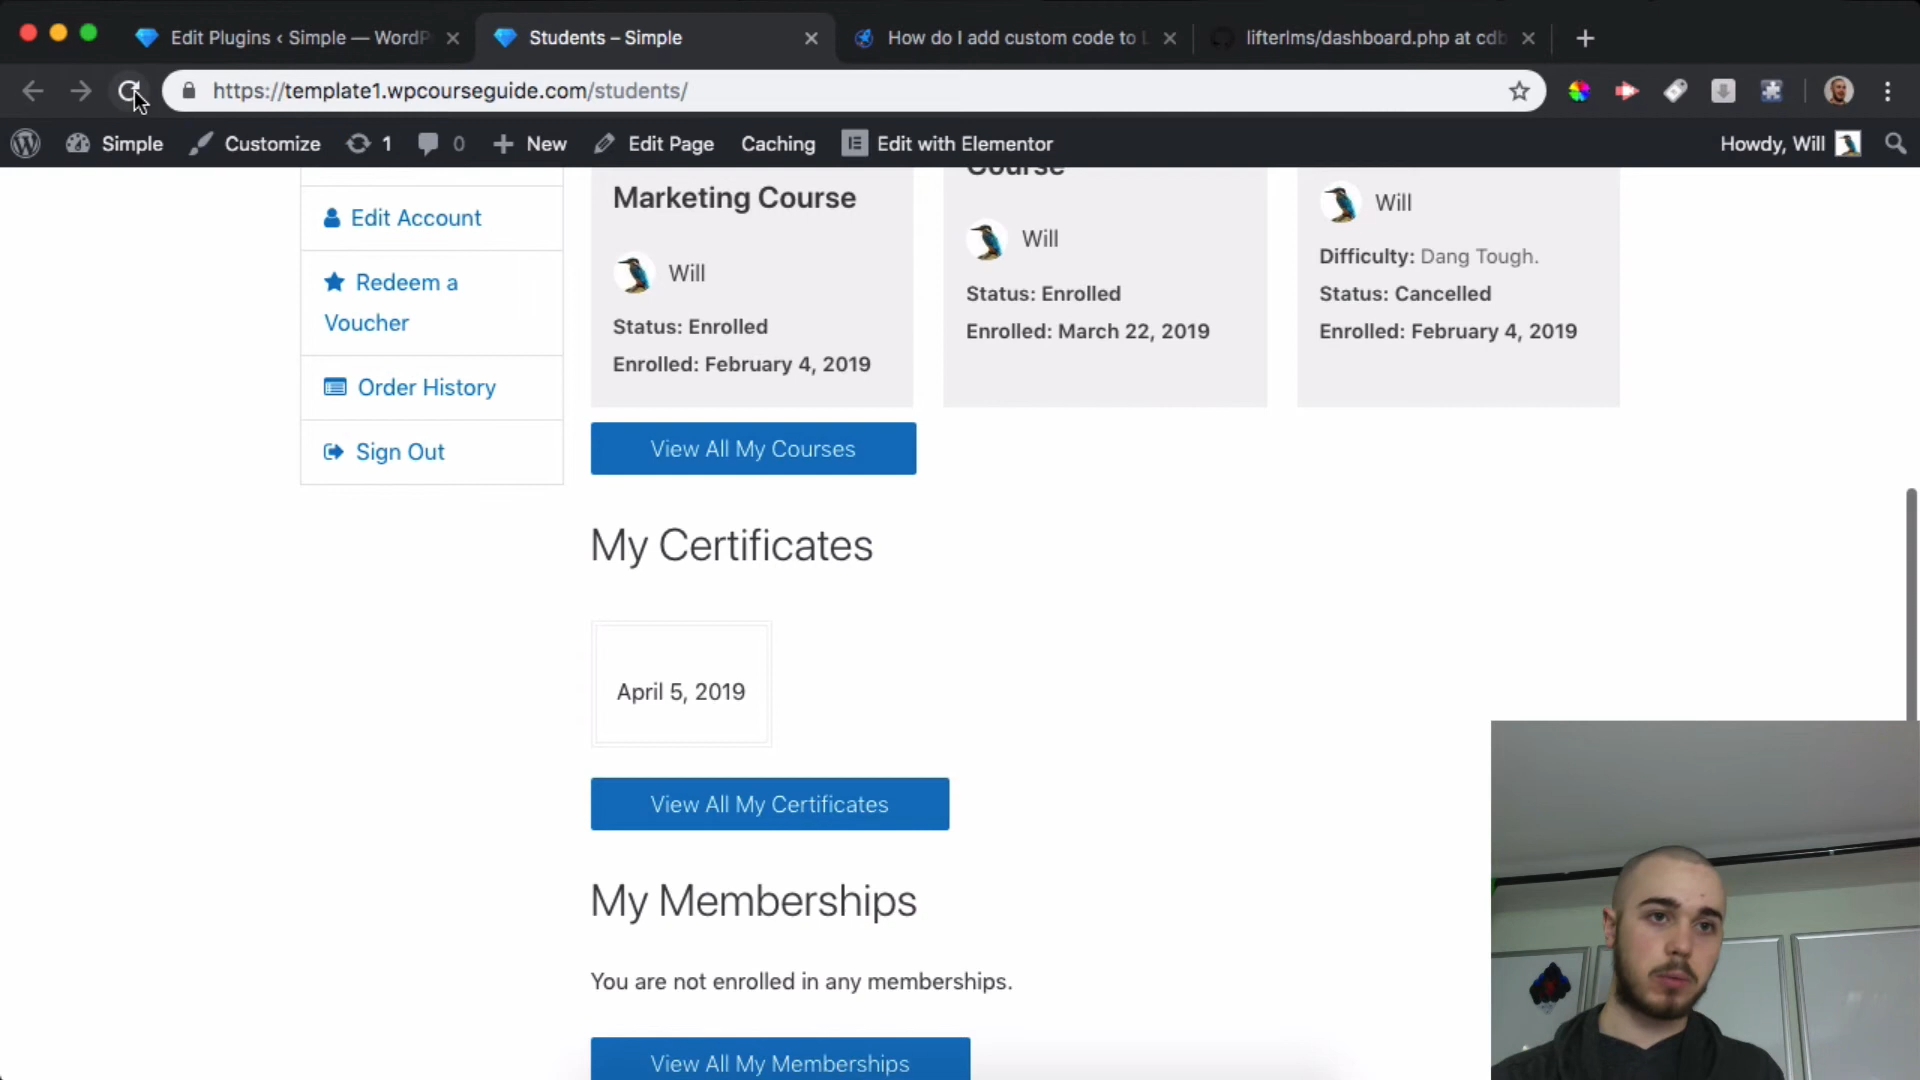 Edit Plugins ‹ Simple — WordP
Students – Simple
How do I add custom code to L
lifterlms/dashboard.php at cdb
https://template1.wpcourseguide.com/students/
Simple
Customize
1
0
New
Edit Page
Caching
Edit with Elementor
Howdy, Will
Edit Account
Redeem a
Voucher
Order History
Sign Out
Marketing Course
Will
Status: Enrolled
Enrolled: February 4, 2019
Course
Will
Status: Enrolled
Enrolled: March 22, 2019
Will
Difficulty: Dang Tough.
Status: Cancelled
Enrolled: February 4, 2019
View All My Courses
My Certificates
April 5, 2019
View All My Certificates
My Memberships
You are not enrolled in any memberships.
View All My Memberships